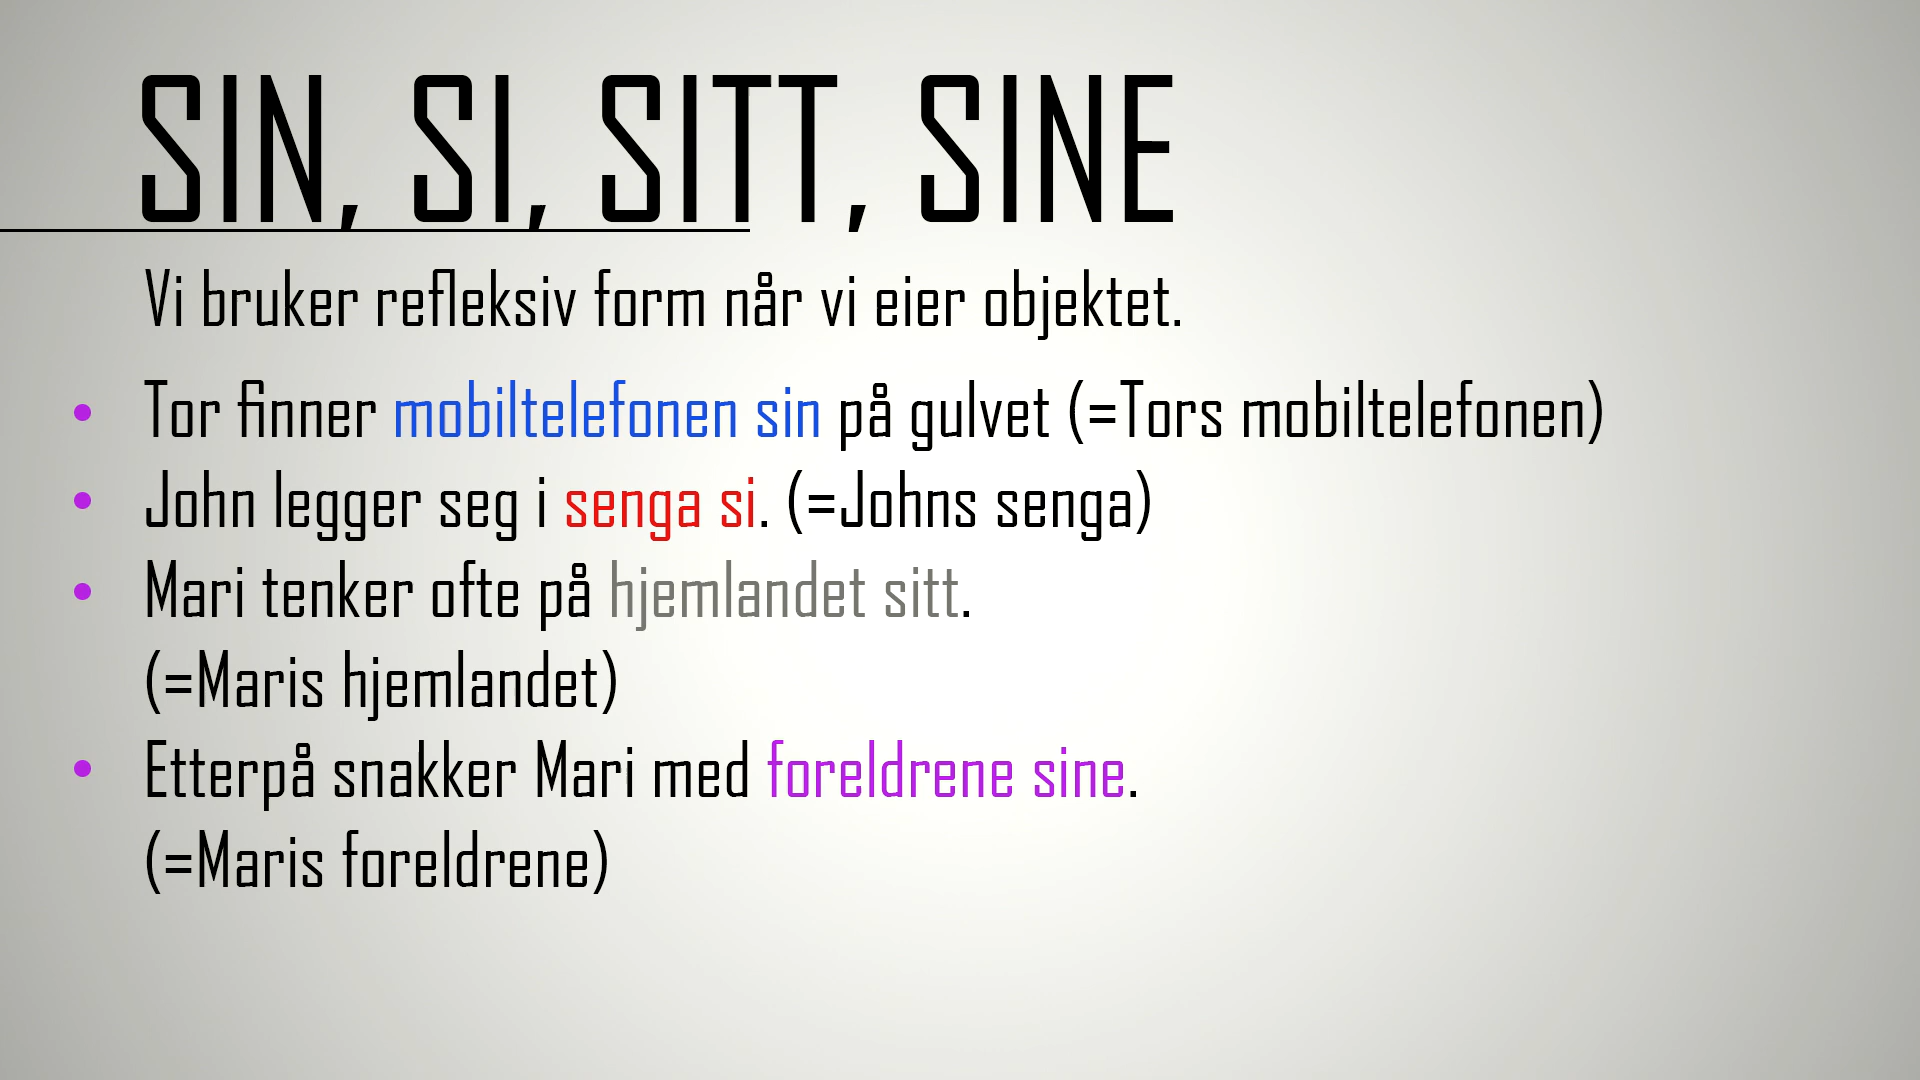 SIN, SI, SITT, SINE
Vi bruker refleksiv form når vi eier objektet.
• Tor finner mobiltelefonen sin på gulvet (=Tors mobiltelefonen)
• John legger seg i senga si. (=Johns senga)
• Mari tenker ofte på hjemlandet sitt.
(=Maris hjemlandet)
• Etterpå snakker Mari med foreldrene sine.
(=Maris foreldrene)